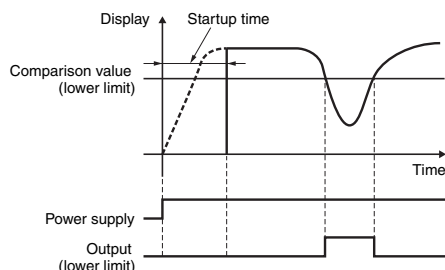 Display
Startup time
Comparison value
(lower limit)
Time
Power supply
Output
(lower limit)